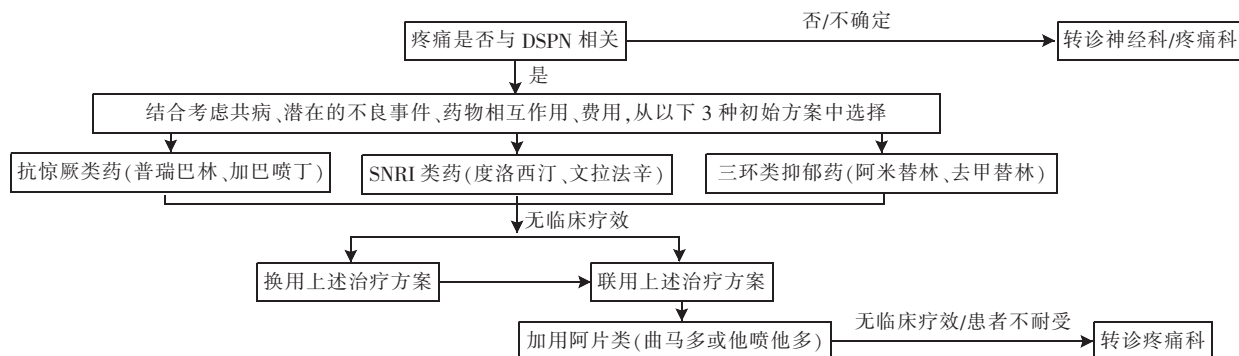 否/不确定
疼痛是否与 DSPN 相关
转诊神经科/疼痛科
是
结合考虑共病、潜在的不良事件、药物相互作用、费用,从以下 3 种初始方案中选择
抗惊厥类药(普瑞巴林、加巴喷丁)
SNRI 类药(度洛西汀、文拉法辛)
三环类抑郁药(阿米替林、去甲替林)
无临床疗效
换用上述治疗方案
联用上述治疗方案
无临床疗效/患者不耐受
加用阿片类(曲马多或他喷他多)
转诊疼痛科